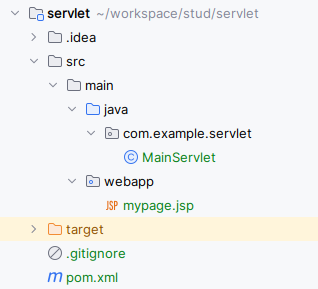 servlet ~/workspace/stud/servlet
.idea
src
main
java
com.example.servlet
C MainServlet
webapp
JSP mypage.jsp
target
.gitignore
m pom.xml